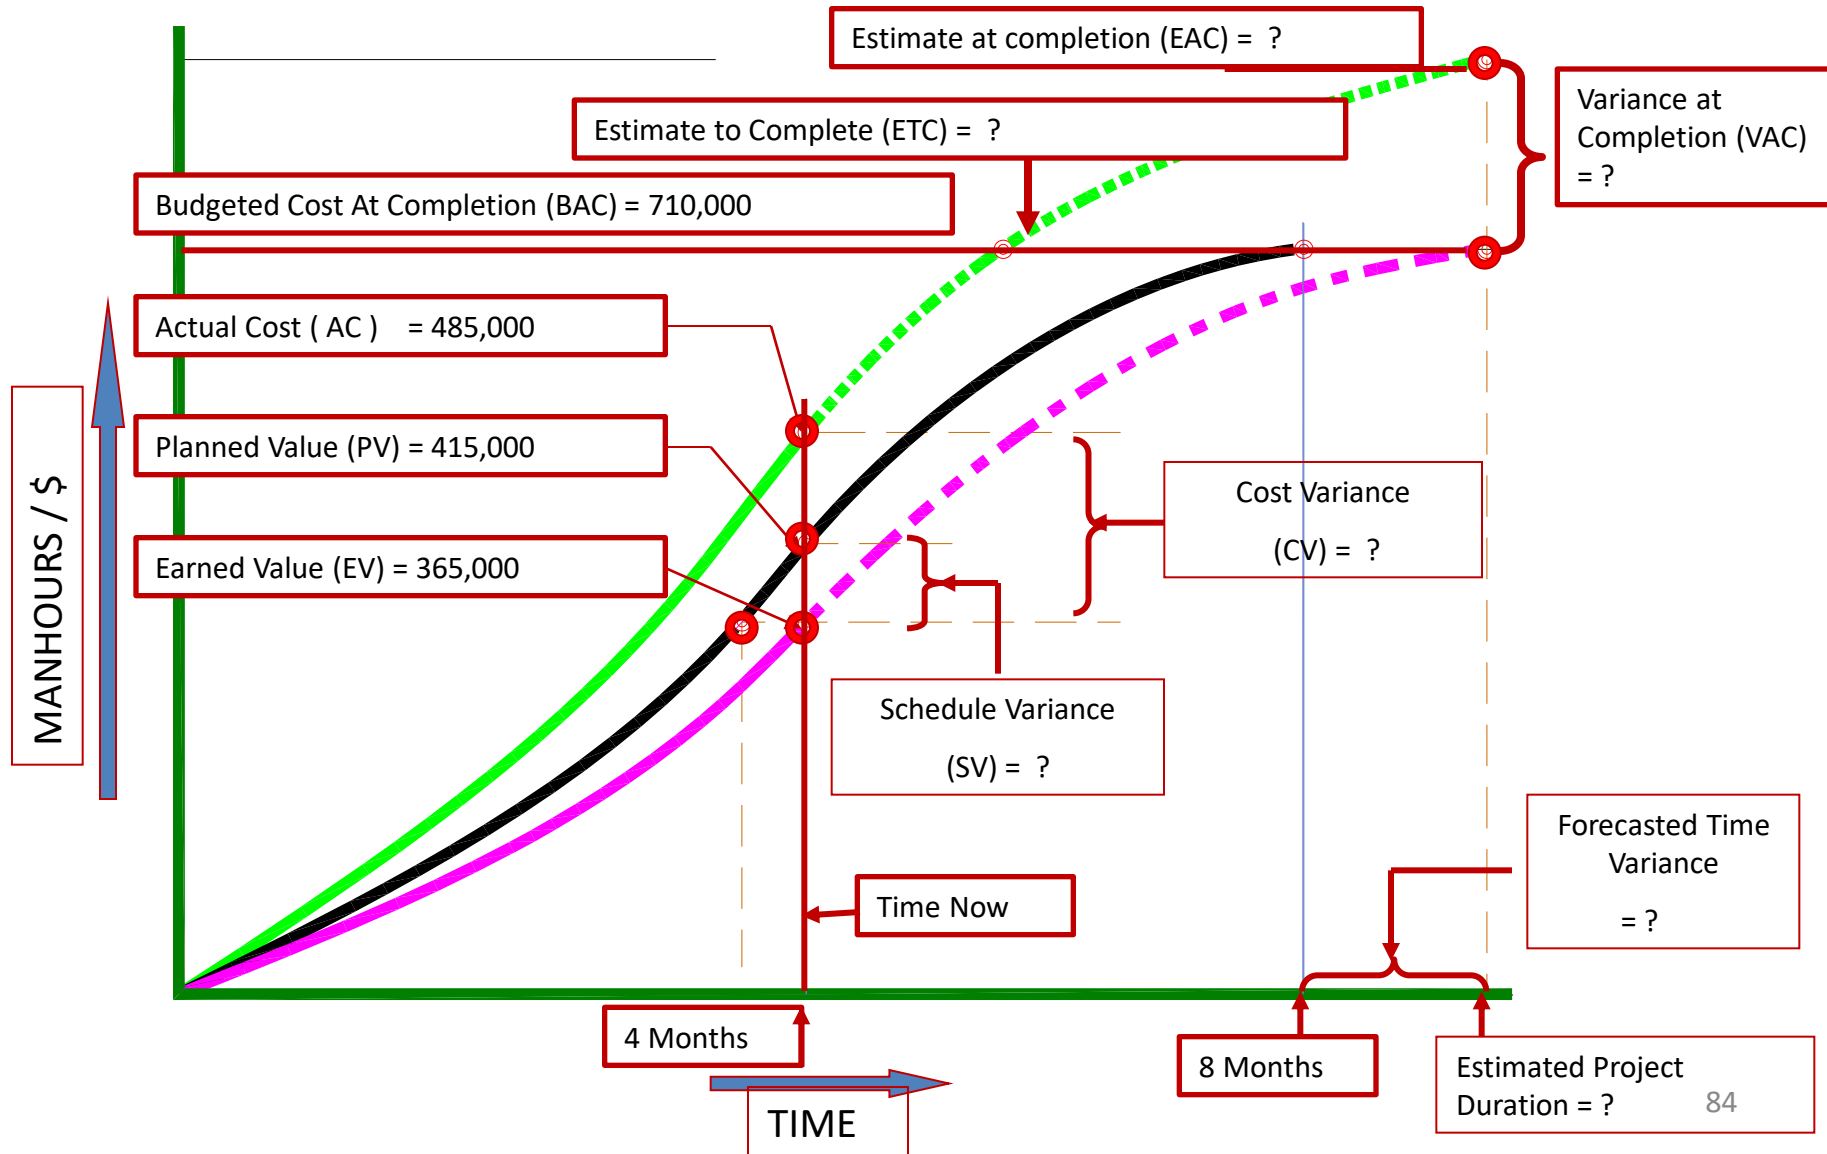 Estimate at completion (EAC) =  ?
Variance at
Completion (VAC)
= ?
Estimate to Complete (ETC) =  ?
Budgeted Cost At Completion (BAC) = 710,000
Actual Cost ( AC )    = 485,000
Planned Value (PV) = 415,000
Earned Value (EV) = 365,000
MANHOURS / $
Cost Variance
(CV) =  ?
Schedule Variance
(SV) =  ?
Forecasted Time
Variance
= ?
Time Now
4 Months
8 Months
Estimated Project
Duration = ?
84
TIME